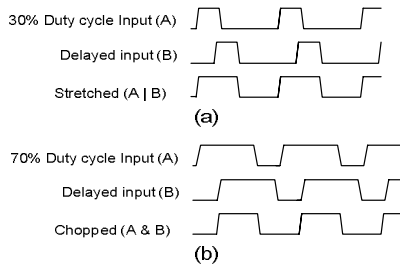 30% Duty cycle Input (A)
Delayed input (B)
Stretched (A | B)
(a)
70% Duty cycle Input (A)
Delayed input (B)
Chopped (A & B)
(b)